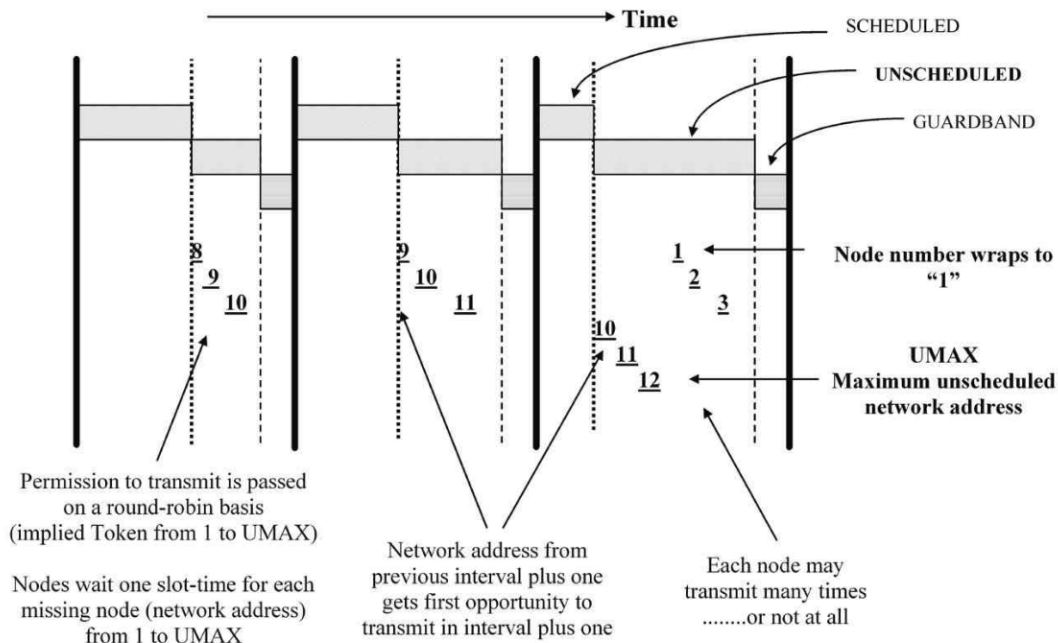 Time
SCHEDULED
UNSCHEDULED
GUARDBAND
8
9
10
9
10
11
1
2
3
10
11
12
Node number wraps to
“1”
UMAX
Maximum unscheduled
network address
Permission to transmit is passed
on a round-robin basis
(implied Token from 1 to UMAX)
Nodes wait one slot-time for each
missing node (network address)
from 1 to UMAX
Network address from
previous interval plus one
gets first opportunity to
transmit in interval plus one
Each node may
transmit many times
........or not at all